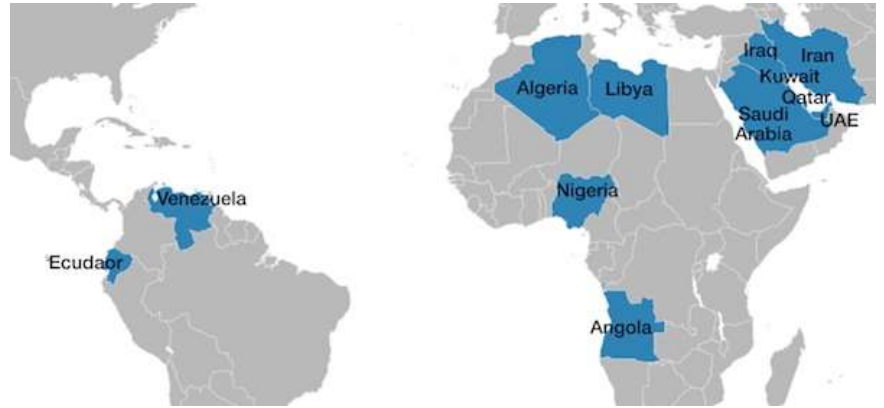 Iraq
Iran
Kuwait
Algeria
Libya
Qatar
Saudi
Arabia
UAE
Nigeria
Venezuela
Ecudaor
Angola